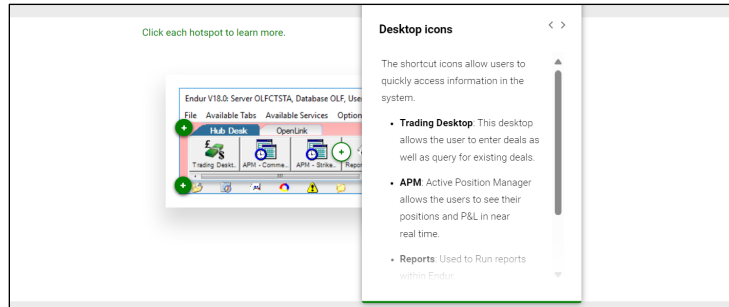 Click each hotspot to learn more.
Desktop icons
The shortcut icons allow users to
quickly access information in the
system.
Trading Desktop: This desktop
allows the user to enter deals as
well as query for existing deals.
APM: Active Position Manager
allows the users to see their
positions and P&L in near
real time.
Reports: Used to Run reports
within Endur.
Endur V18.0: Server OLFCTSTA, Database OLF, User
File Available Tabs Available Services Option
Hub Desk OpenLink
Trading Deskt.. APM - Comme.. APM - Strike.. Repor